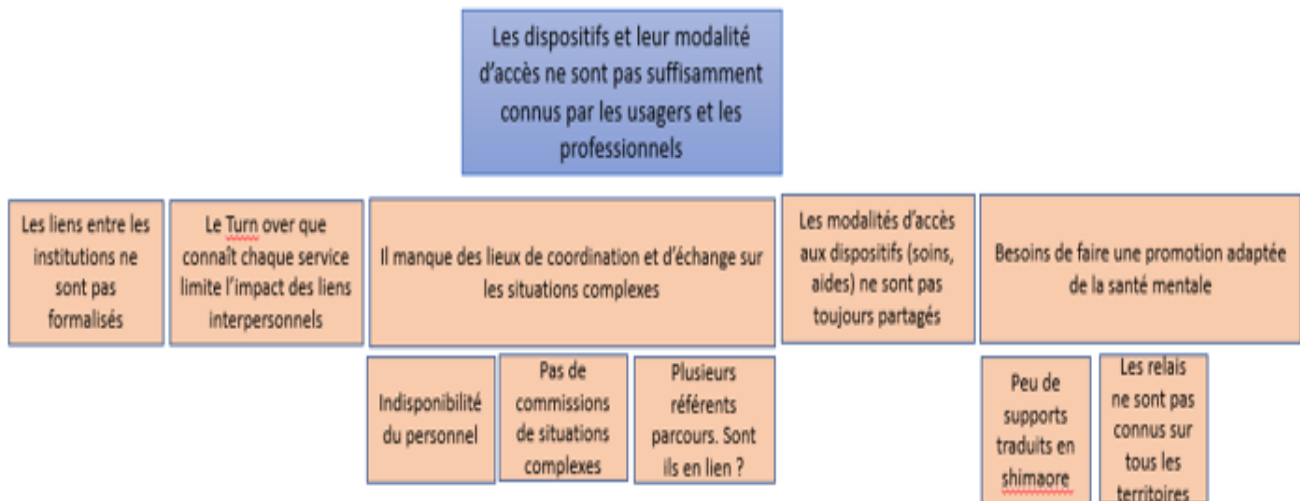 Les dispositifs et leur modalité
d'accès ne sont pas suffisamment
connus par les usagers et les
professionnels
Les liens entre les
institutions ne
sont pas
formalisés
Le Turn over que
connaît chaque service
limite l'impact des liens
interpersonnels
Il manque des lieux de coordination et d'échange sur
les situations complexes
Les modalités d'accès
aux dispositifs (soins,
aides) ne sont pas
toujours partagés
Besoins de faire une promotion adaptée
de la santé mentale
Indisponibilité
du personnel
Pas de
commissions
de situations
complexes
Plusieurs
référents
parcours. Sont
ils en lien ?
Peu de
supports
traduits en
shimaore
Les relais
ne sont pas
connus sur
tous les
territoires